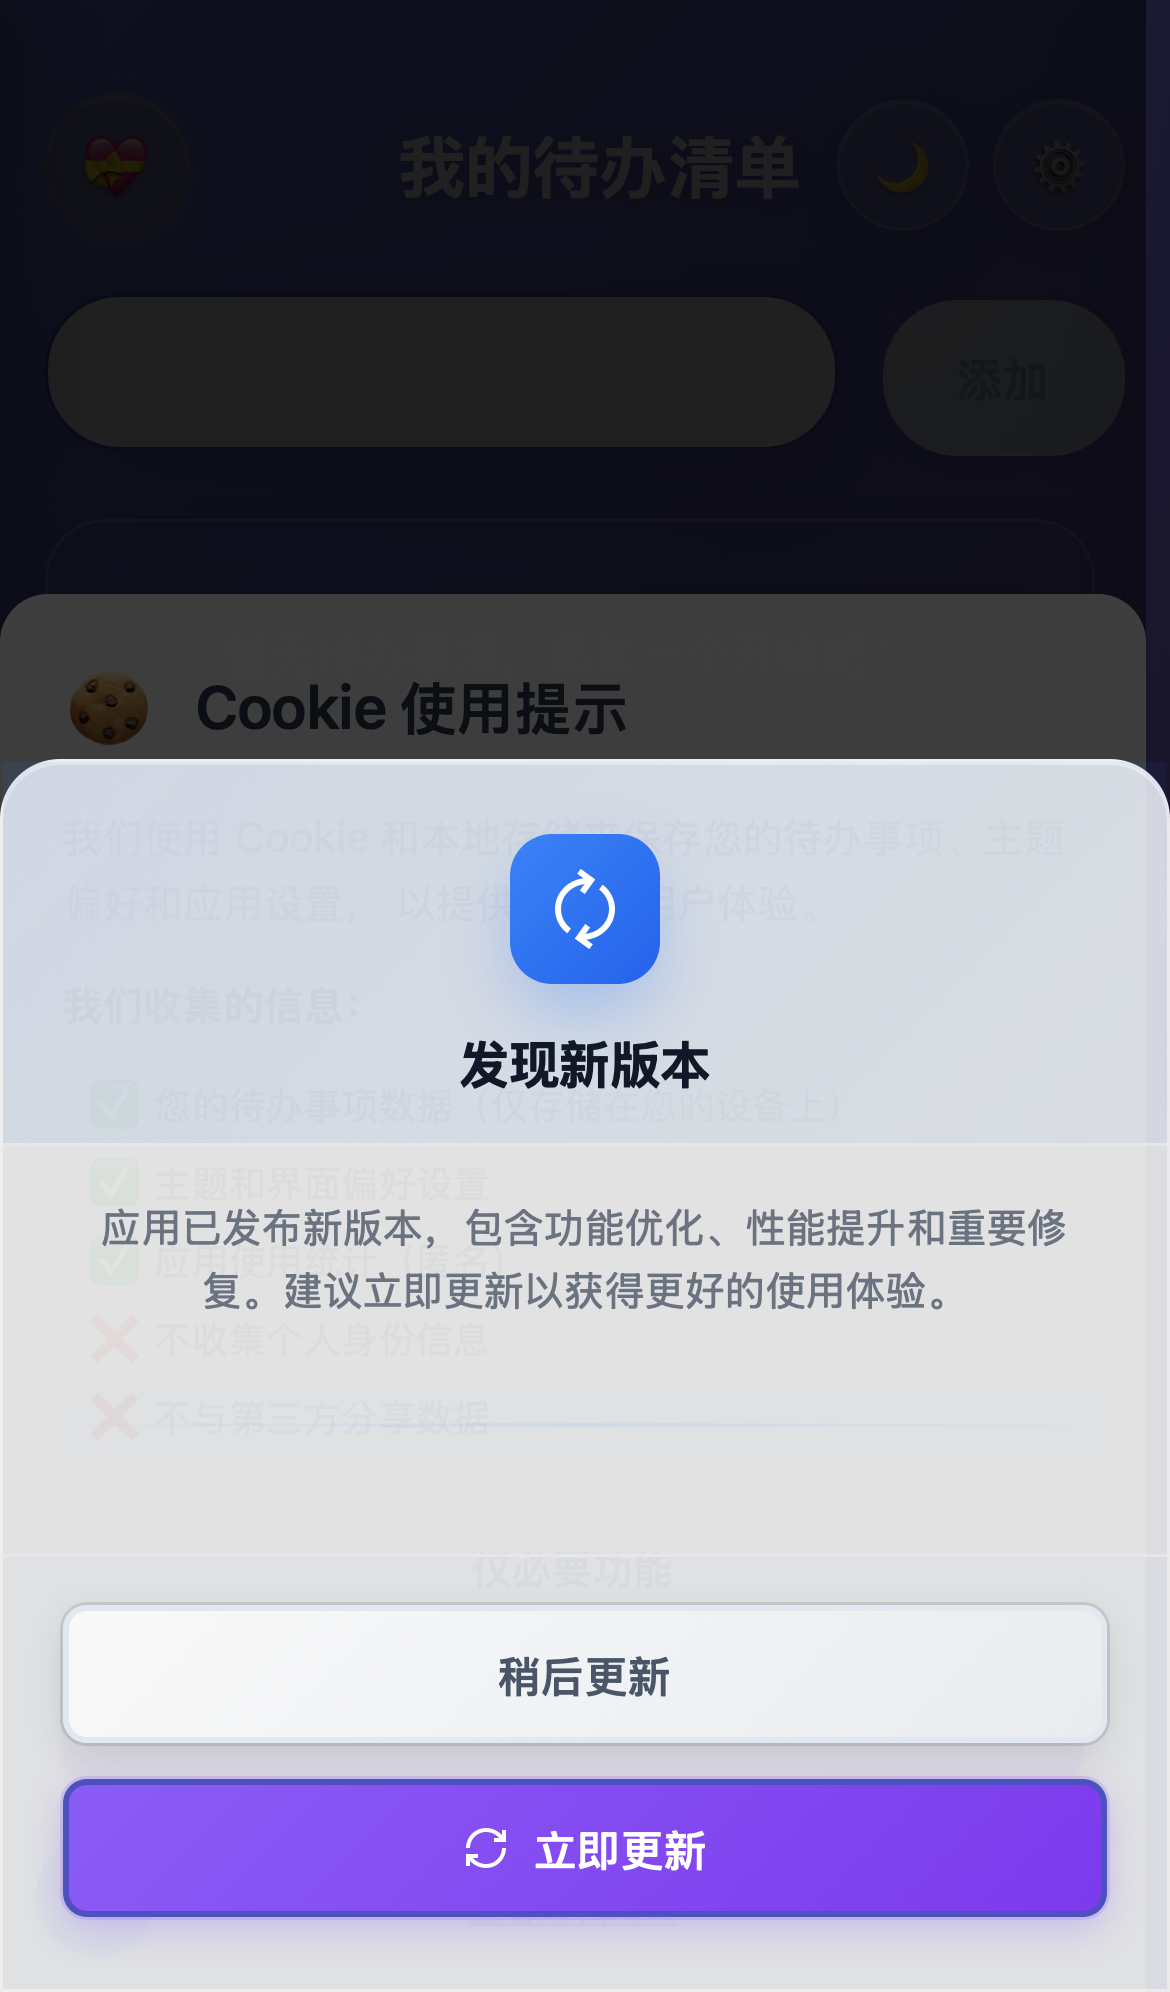 我的待办清单
添加
Cookie 使用提示
我们使用 Cookie 和本地存储来保存您的待办事项、主题
偏好和应用设置， 以提供 用户体验。
我们收集的信息：
发现新版本
您的待办事项数据（仅存储在您的设备上）
主题和界面偏好设置
应用已发布新版本，包含功能优化、性能提升和重要修
应用使用统计（匿名）
复。建议立即更新以获得更好的使用体验。
不收集个人身份信息
不与第三方分享数据
仅必要功能
稍后更新
立即更新